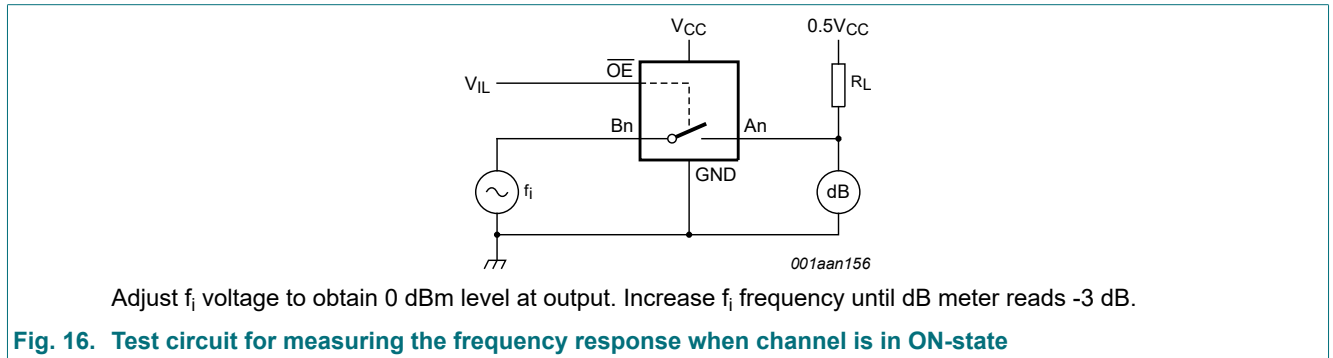 VCC
0.5VCC
OE
VIL
RL
Bn
An
GND
fi
dB
001aan156
Adjust fi voltage to obtain 0 dBm level at output. Increase fi frequency until dB meter reads -3 dB.
Fig. 16. Test circuit for measuring the frequency response when channel is in ON-state